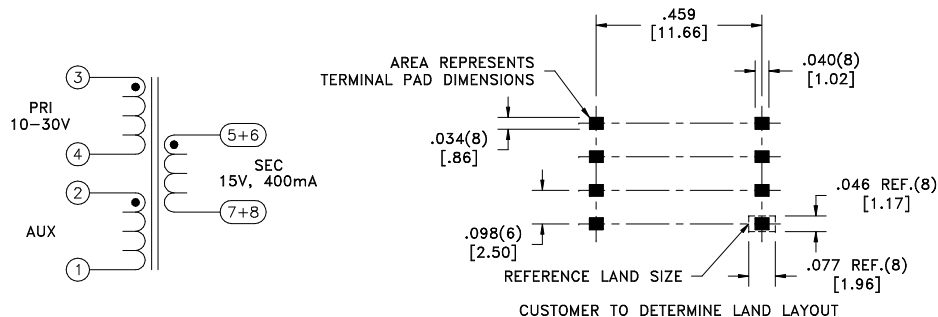 3
PRI
10-30V
4
2
AUX
1
5+6
SEC
15V, 400mA
7+8
.459
[11.66]
AREA REPRESENTS
TERMINAL PAD DIMENSIONS
.040(8)
[1.02]
.034(8)
[.86]
.046 REF.(8)
[1.17]
.098(6)
[2.50]
REFERENCE LAND SIZE
.077 REF.(8)
[1.96]
CUSTOMER TO DETERMINE LAND LAYOUT